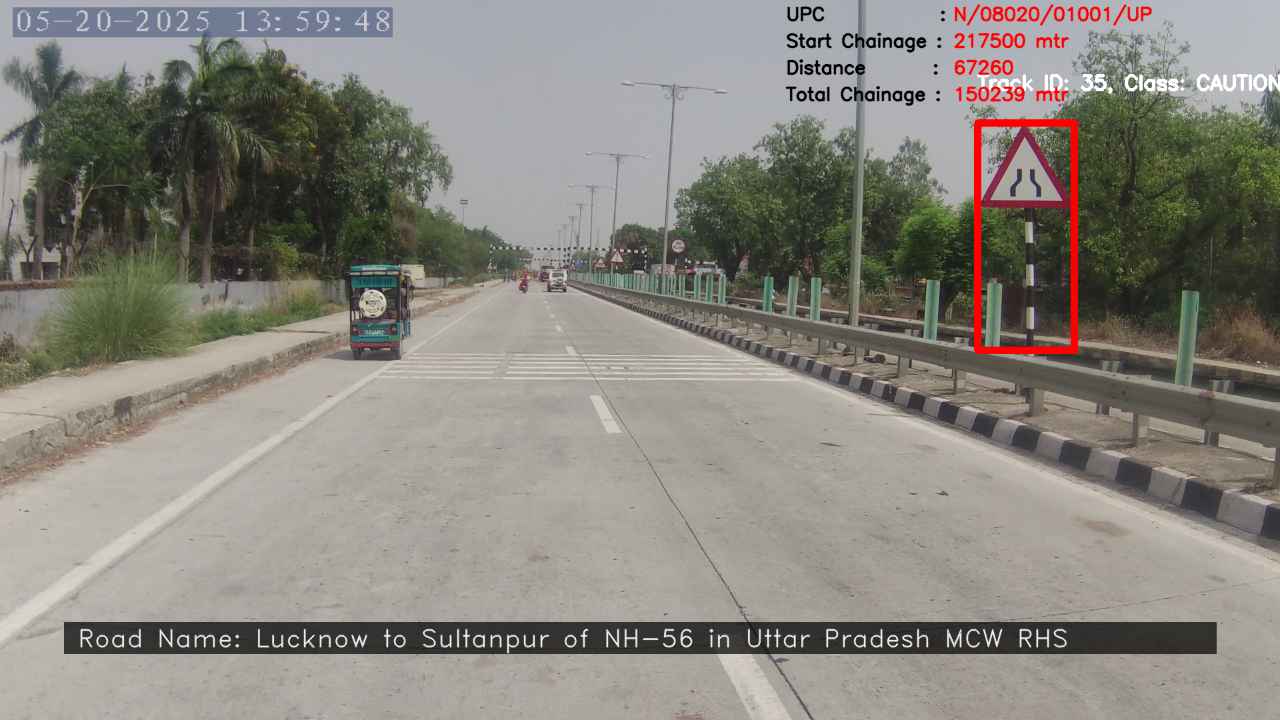 05-20-2025 13:59:48
UPC : N/08020/01001/UP
Start Chainage : 217500 mtr
Distance : 67260
Total Chainage : 150239 mtr
Track ID: 35, Class: CAUTION
Road Name: Lucknow to Sultanpur of NH-56 in Uttar Pradesh MCW RHS